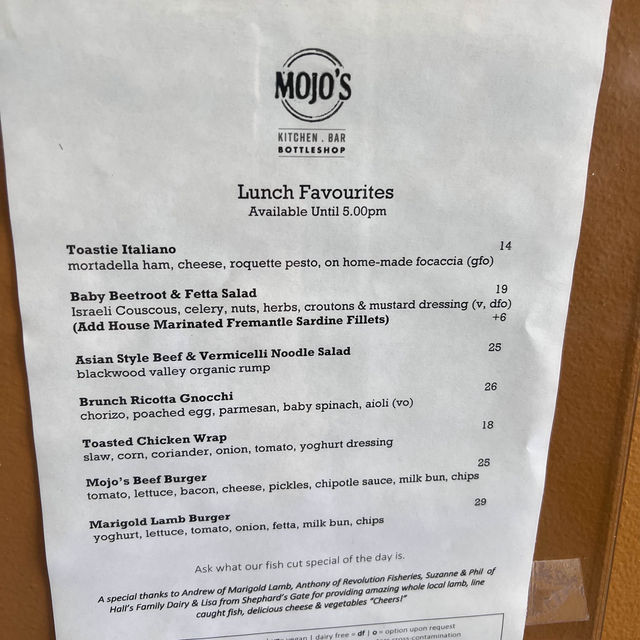 MOJO'S
KITCHEN . BAR
BOTTLESHOP
Lunch Favourites
Available Until 5.00pm
Toastie Italiano 14
mortadella ham, cheese, roquette pesto, on home-made focaccia (gfo)
Baby Beetroot & Fetta Salad 19
Israeli Couscous, celery, nuts, herbs, croutons & mustard dressing (v, dfo)
(Add House Marinated Fremantle Sardine Fillets) +6
Asian Style Beef & Vermicelli Noodle Salad 25
blackwood valley organic rump
Brunch Ricotta Gnocchi 26
chorizo, poached egg, parmesan, baby spinach, aioli (vo)
Toasted Chicken Wrap 18
slaw, corn, coriander, onion, tomato, yoghurt dressing
Mojo's Beef Burger 25
tomato, lettuce, bacon, cheese, pickles, chipotle sauce, milk bun, chips
Marigold Lamb Burger 29
yoghurt, lettuce, tomato, onion, fetta, milk bun, chips
Ask what our fish cut special of the day is.
A special thanks to Andrew of Marigold Lamb, Anthony of Revolution Fisheries, Suzanne & Phil of
Hall's Family Dairy & Lisa from Shephard's Gate for providing amazing whole local lamb, line
caught fish, delicious cheese & vegetables "Cheers!"
vegan | dairy free = df | o = option upon request
cross-contamination